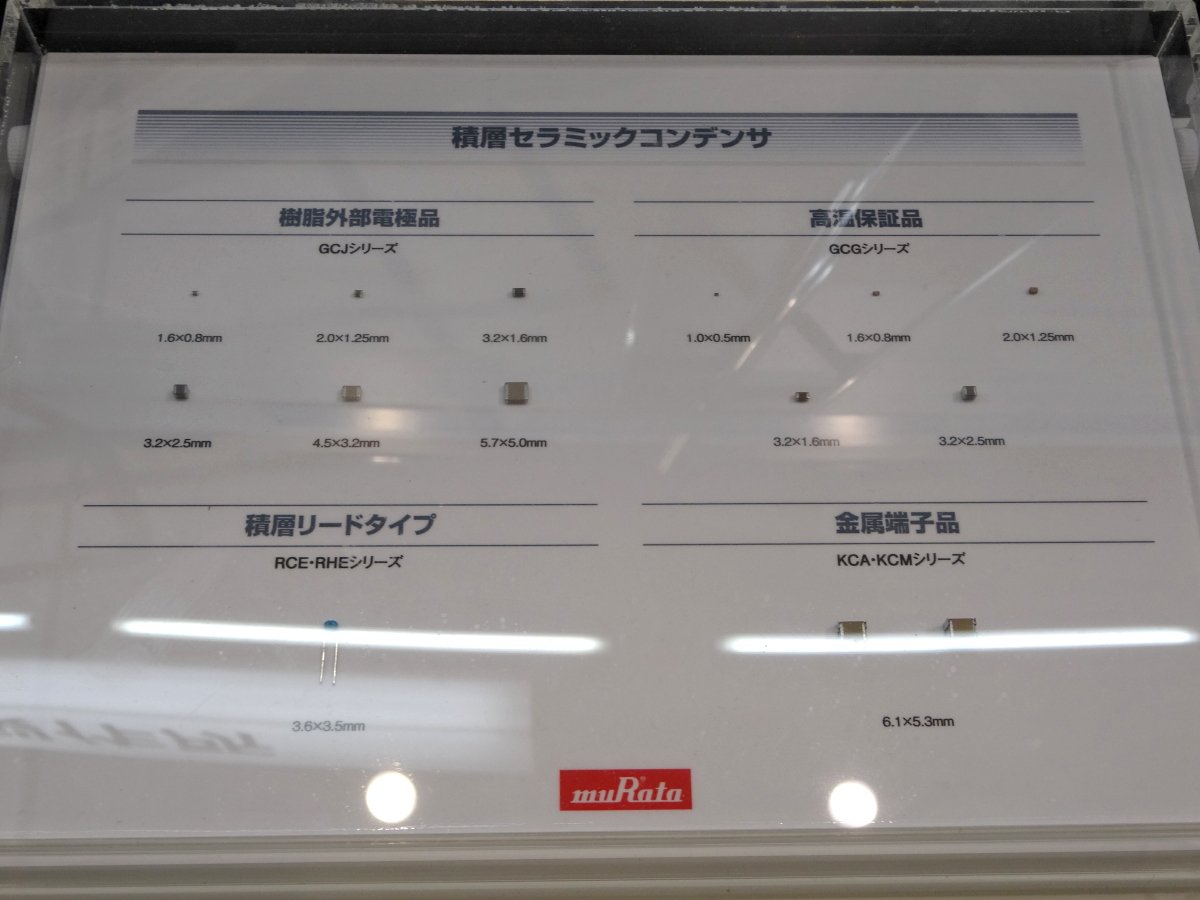 積層セラミックコンデンサ
樹脂外部電極品
GCJシリーズ
1.6×0.8mm
2.0×1.25mm
3.2×1.6mm
3.2×2.5mm
4.5×3.2mm
5.7×5.0mm
高温保証品
GCGシリーズ
1.0×0.5mm
1.6×0.8mm
2.0×1.25mm
3.2×1.6mm
3.2×2.5mm
積層リードタイプ
RCE・RHEシリーズ
3.6×3.5mm
金属端子品
KCA・KCMシリーズ
6.1×5.3mm
muRata